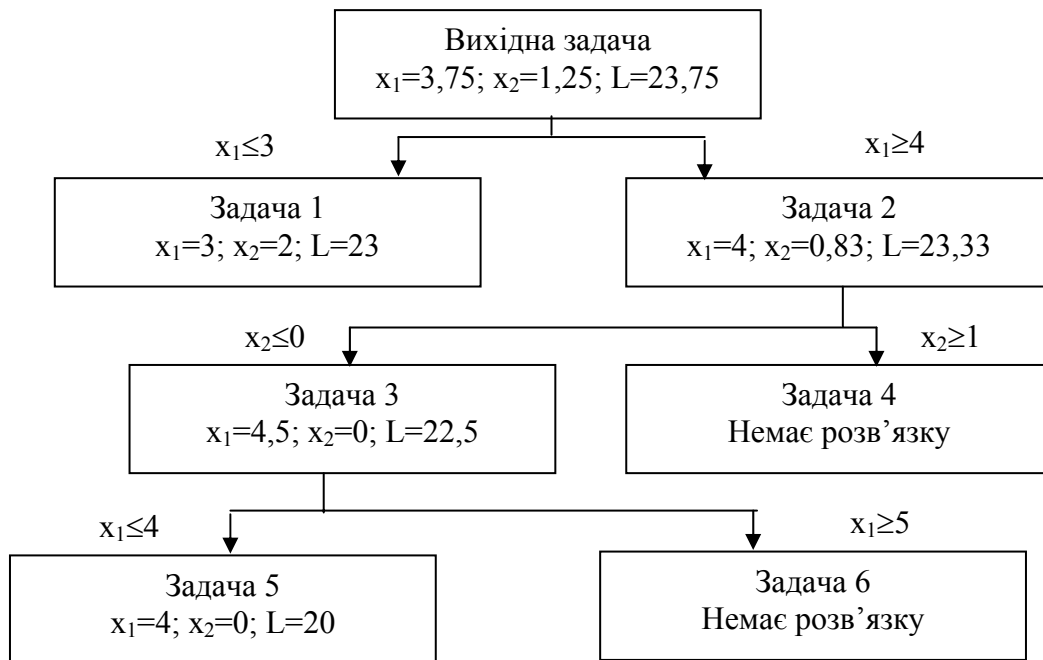 Вихідна задача
x₁=3,75; x₂=1,25; L=23,75
x₁≤3
x₁≥4
Задача 1
x₁=3; x₂=2; L=23
Задача 2
x₁=4; x₂=0,83; L=23,33
x₂≤0
x₂≥1
Задача 3
x₁=4,5; x₂=0; L=22,5
Задача 4
Немає розв’язку
x₁≤4
x₁≥5
Задача 5
x₁=4; x₂=0; L=20
Задача 6
Немає розв’язку